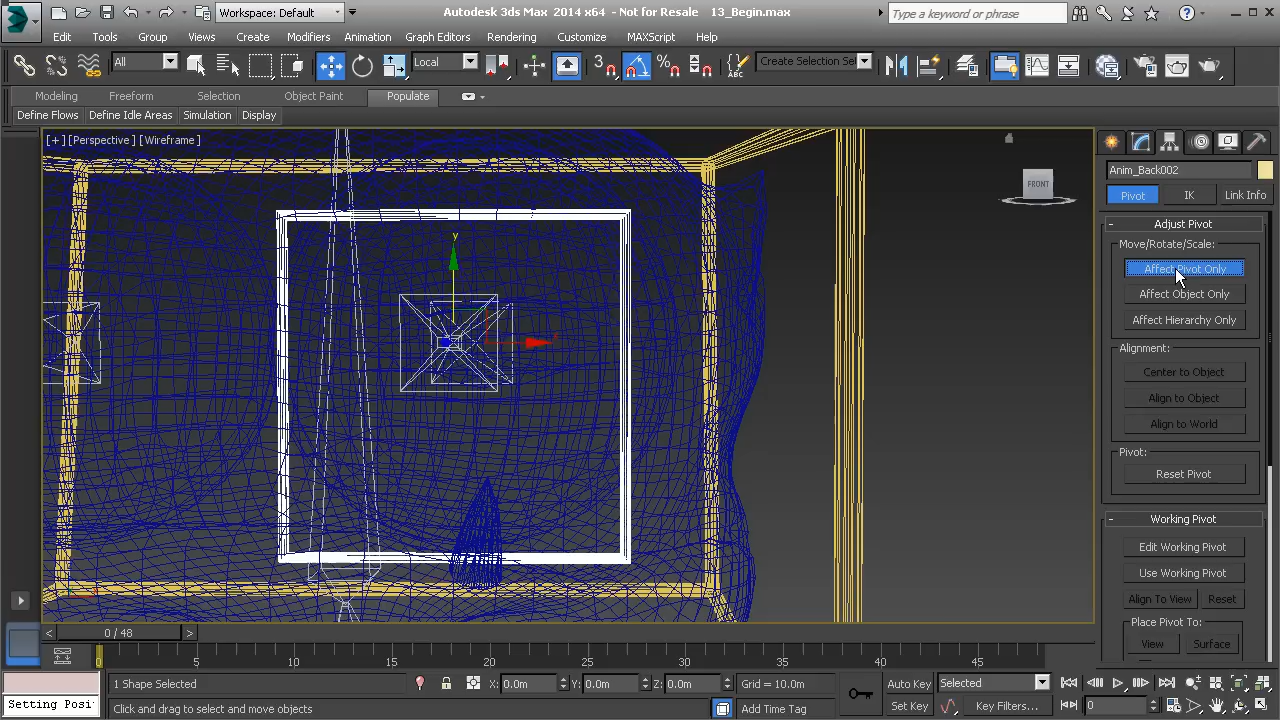 Workspace: Default
Autodesk 3ds Max 2014 x64 - Not for Resale 13_Begin.max
Type a keyword or phrase
Edit Tools Group Views Create Modifiers Animation Graph Editors Rendering Customize MAXScript Help
All Local 3 Create Selection Se
Modeling Freeform Selection Object Paint Populate
Define Flows Define Idle Areas Simulation Display
[+][Perspective][Wireframe]
FRONT
y
Anim_Back002
Pivot IK Link Info
- Adjust Pivot
Move/Rotate/Scale:
Affect Pivot Only
Affect Object Only
Affect Hierarchy Only
Alignment:
Center to Object
Align to Object
Align to World
Pivot:
Reset Pivot
- Working Pivot
Edit Working Pivot
Use Working Pivot
Align To View Reset
Place Pivot To:
View Surface
< 0 / 48 >
0 5 10 15 20 25 30 35 40 45
1 Shape Selected X: 0.0m Y: 0.0m Z: 0.0m Grid = 10.0m Auto Key Selected
Setting Posi Click and drag to select and move objects Add Time Tag Set Key Key Filters... 0